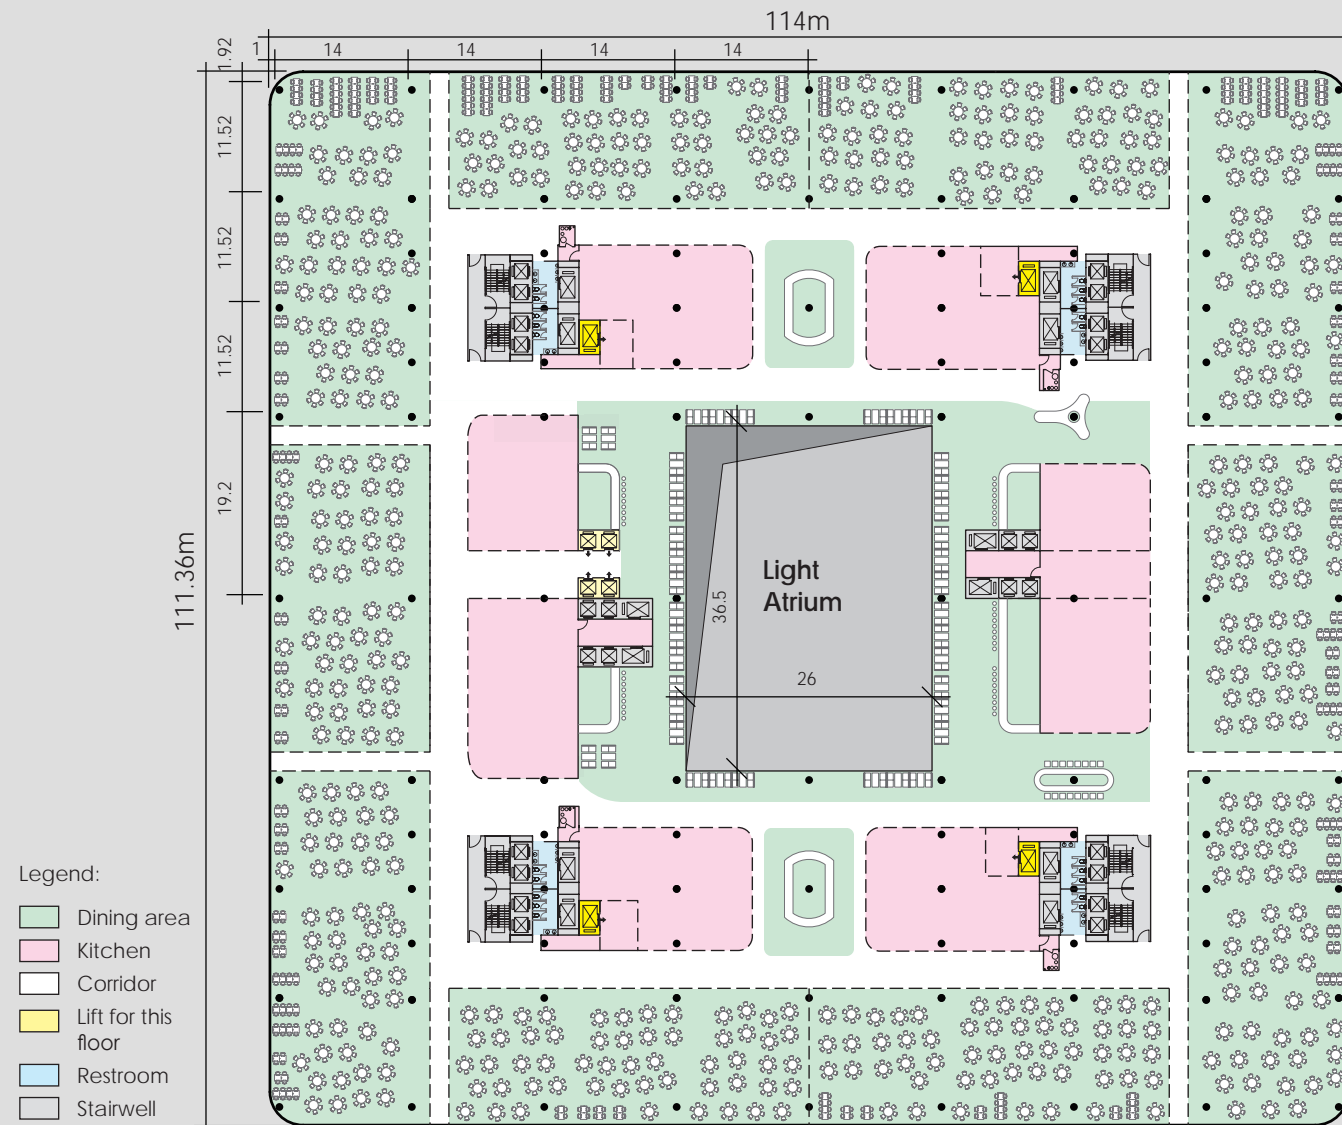 114m
1.92
1
14
14
14
14
11.52
11.52
11.52
19.2
111.36m
Light
Atrium
36.5
26
Legend:
Dining area
Kitchen
Corridor
Lift for this
floor
Restroom
Stairwell